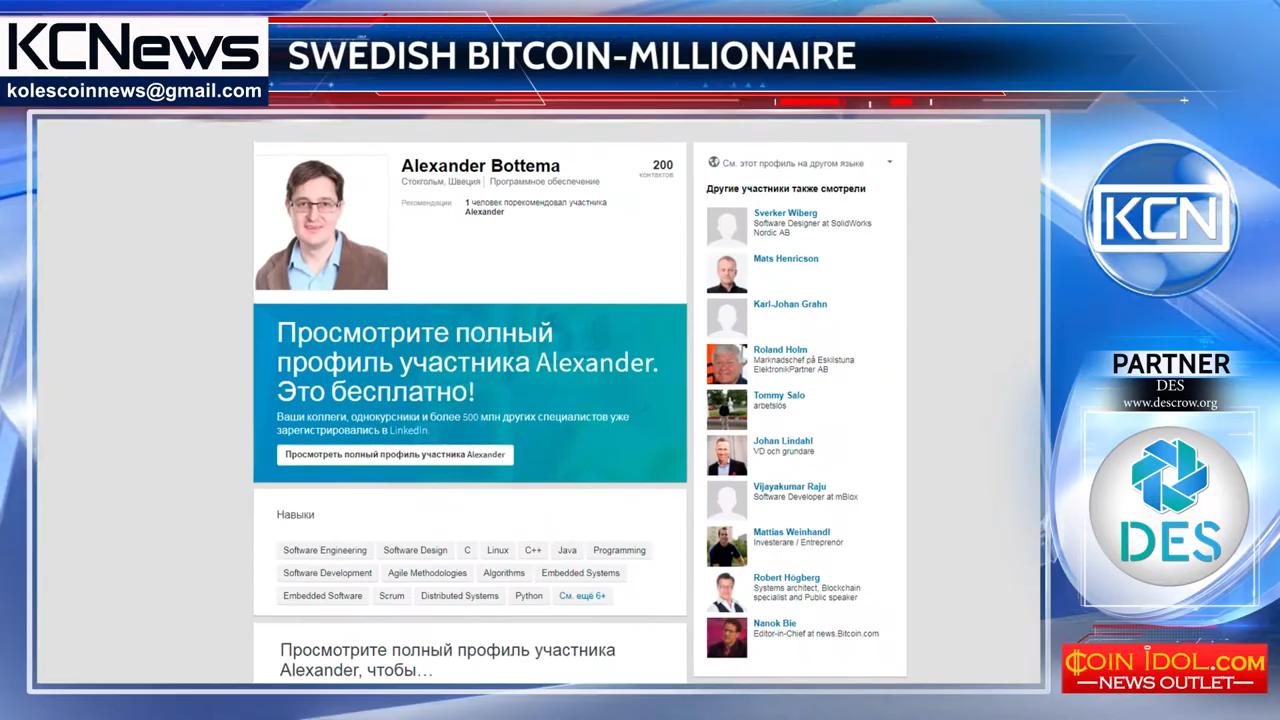 KCNews
kolescoinnews@gmail.com
SWEDISH BITCOIN-MILLIONAIRE
Alexander Bottema
Стокгольм, Швеция | Программное обеспечение
200
контактов
Рекомендации
1 человек порекомендовал участника
Alexander
Просмотрите полный
профиль участника Alexander.
Это бесплатно!
Ваши коллеги, однокурсники и более 500 млн других специалистов уже
зарегистрировались в LinkedIn.
Просмотреть полный профиль участника Alexander
Навыки
Software Engineering
Software Design
C
Linux
C++
Java
Programming
Software Development
Agile Methodologies
Algorithms
Embedded Systems
Embedded Software
Scrum
Distributed Systems
Python
См. ещё 6+
Просмотрите полный профиль участника
Alexander, чтобы…
См. этот профиль на другом языке
Другие участники также смотрели
Sverker Wiberg
Software Designer at SolidWorks
Nordic AB
Mats Henricson
Karl-Johan Grahn
Roland Holm
Marknadschef på Eskilstuna
ElektronikPartner AB
Tommy Salo
arbetslös
Johan Lindahl
VD och grundare
Vijayakumar Raju
Software Developer at mBlox
Mattias Weinhandl
Investerare / Entreprenör
Robert Högberg
Systems architect, Blockchain
specialist and Public speaker
Nanok Bie
Editor-in-Chief at news.Bitcoin.com
KCN
PARTNER
DES
www.descrow.org
DES
COIN IDOL.COM
NEWS OUTLET